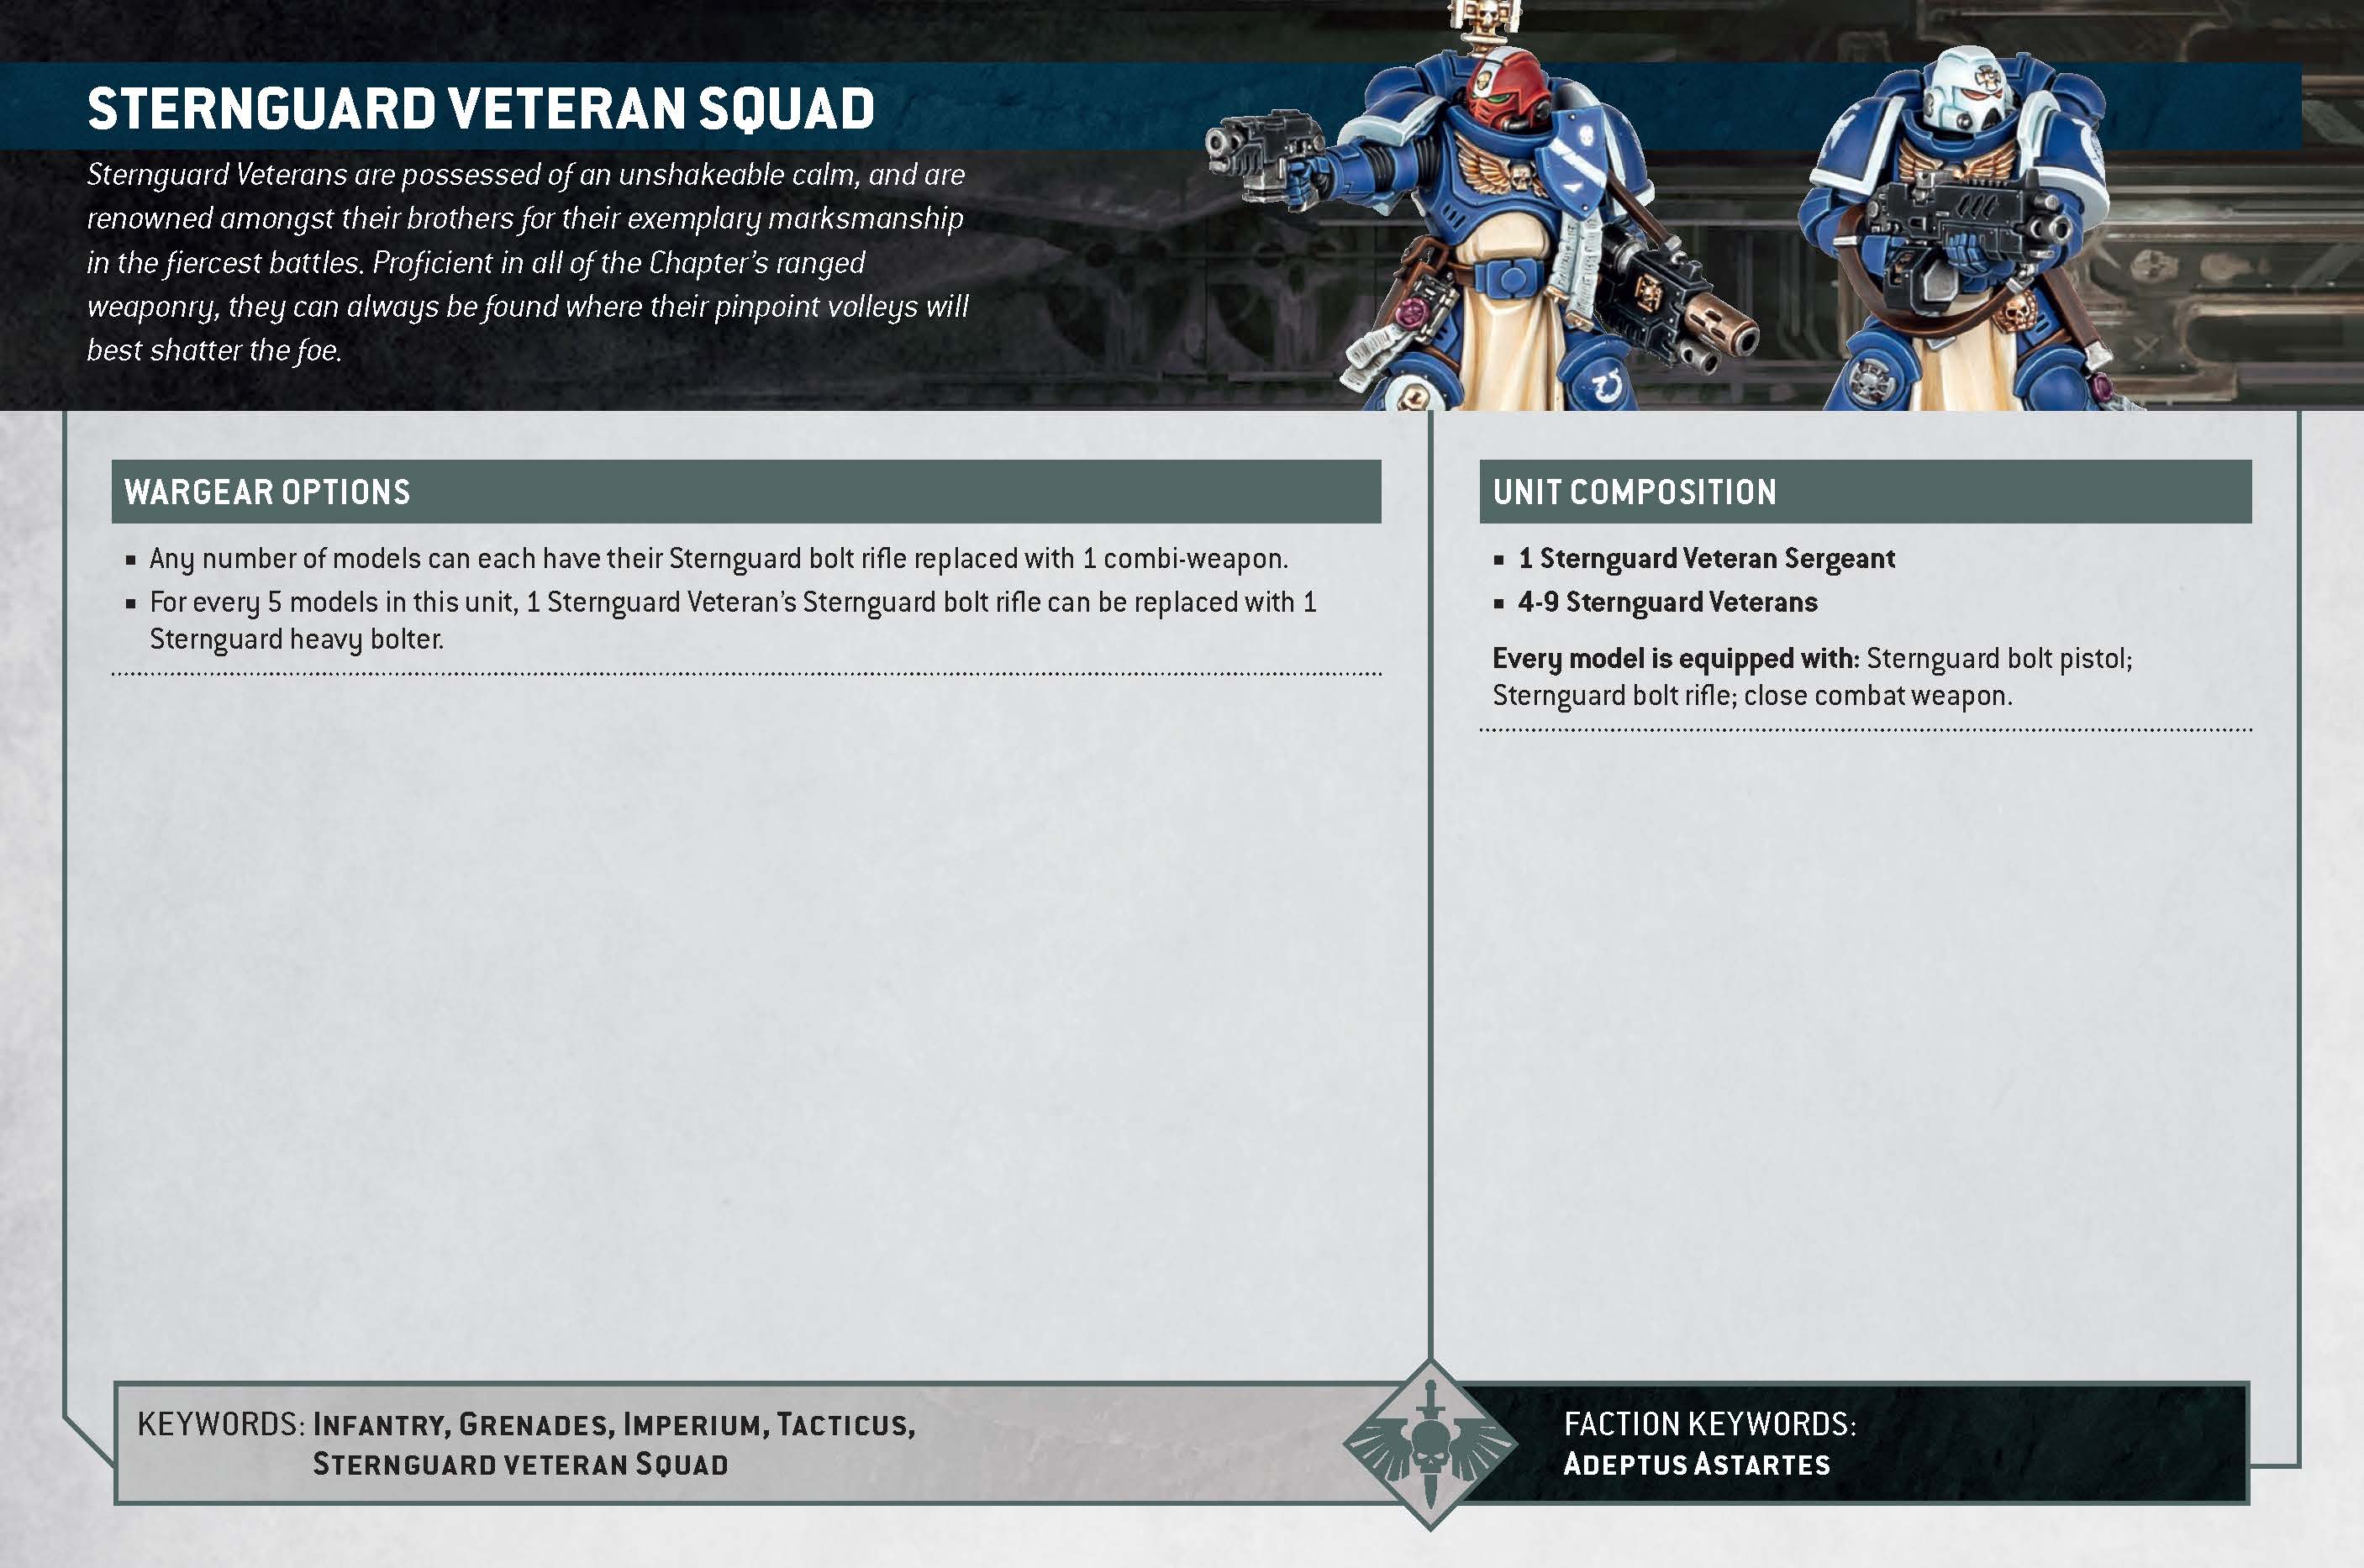 STERNGUARD VETERAN SQUAD
Sternguard Veterans are possessed of an unshakeable calm, and are
renowned amongst their brothers for their exemplary marksmanship
in the fiercest battles. Proficient in all of the Chapter's ranged
weaponry, they can always be found where their pinpoint volleys will
best shatter the foe.
WARGEAR OPTIONS
▪ Any number of models can each have their Sternguard bolt rifle replaced with 1 combi-weapon.
▪ For every 5 models in this unit, 1 Sternguard Veteran's Sternguard bolt rifle can be replaced with 1
Sternguard heavy bolter.
UNIT COMPOSITION
▪ 1 Sternguard Veteran Sergeant
▪ 4-9 Sternguard Veterans
Every model is equipped with: Sternguard bolt pistol;
Sternguard bolt rifle; close combat weapon.
KEYWORDS: INFANTRY, GRENADES, IMPERIUM, TACTICUS,
STERNGUARD VETERAN SQUAD
FACTION KEYWORDS:
ADEPTUS ASTARTES